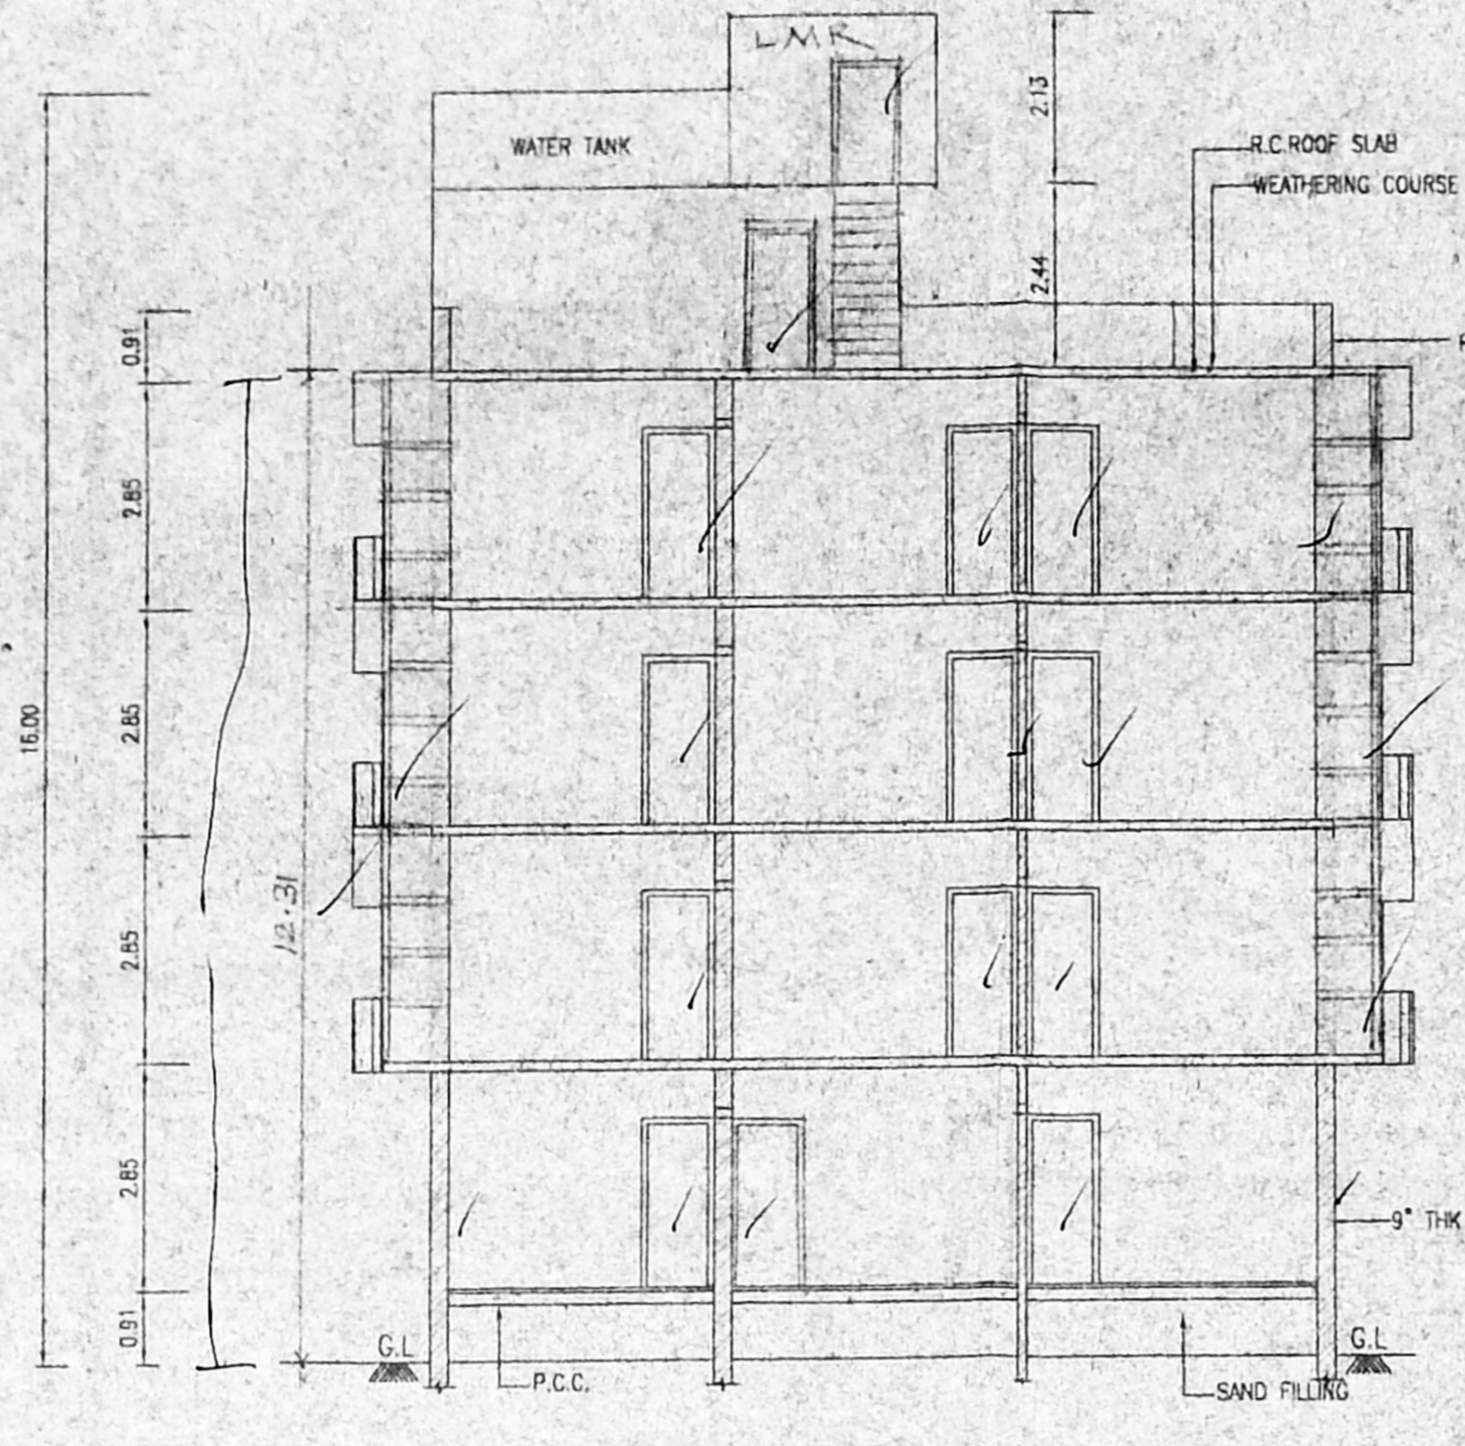 LMR
2.13
WATER TANK
R.C.ROOF SLAB
WEATHERING COURSE
2.44
0.91
2.85
16.00
2.85
12.31
2.85
2.85
9" THK
0.91
G.L
G.L
P.C.C.
SAND FILLING